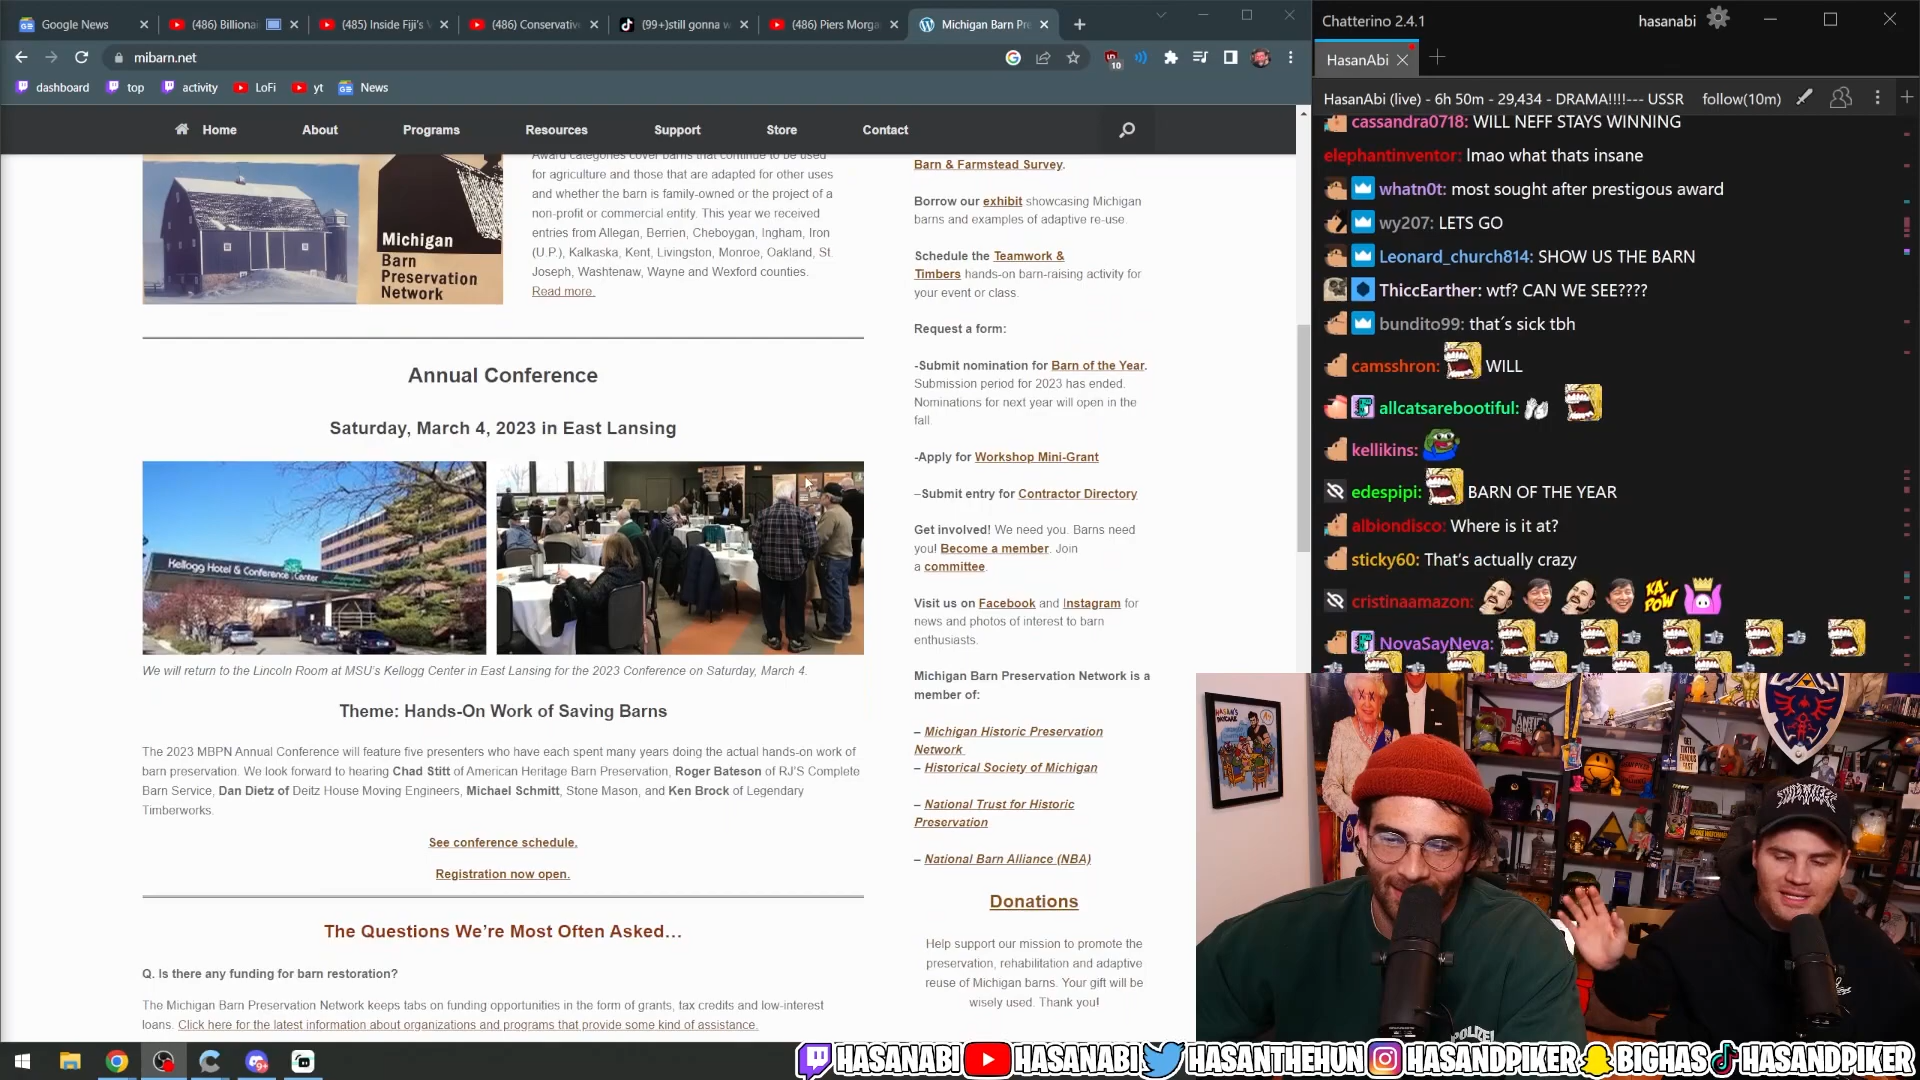 Google News
(486) Billiona
(485) Inside Fiji's
(486) Conservativ
(99+)still gonna w
(486) Piers Morga
Michigan Barn Pre
mibarn.net
dashboard
top
activity
LoFi
yt
News
Home
About
Programs
Resources
Support
Store
Contact
Michigan
Barn
Preservation
Network
Award categories cover barns that continue to be used
for agriculture and those that are adapted for other uses
and whether the barn is family-owned or the project of a
non-profit or commercial entity. This year we received
entries from Allegan, Berrien, Cheboygan, Ingham, Iron
(U.P.), Kalkaska, Kent, Livingston, Monroe, Oakland, St.
Joseph, Washtenaw, Wayne and Wexford counties.
Read more.
Annual Conference
Saturday, March 4, 2023 in East Lansing
Kellogg Hotel & Conference Center
We will return to the Lincoln Room at MSU's Kellogg Center in East Lansing for the 2023 Conference on Saturday, March 4.
Theme: Hands-On Work of Saving Barns
The 2023 MBPN Annual Conference will feature five presenters who have each spent many years doing the actual hands-on work of
barn preservation. We look forward to hearing Chad Stitt of American Heritage Barn Preservation, Roger Bateson of RJ'S Complete
Barn Service, Dan Dietz of Deitz House Moving Engineers, Michael Schmitt, Stone Mason, and Ken Brock of Legendary
Timberworks.
See conference schedule.
Registration now open.
The Questions We're Most Often Asked…
Q. Is there any funding for barn restoration?
The Michigan Barn Preservation Network keeps tabs on funding opportunities in the form of grants, tax credits and low-interest
loans. Click here for the latest information about organizations and programs that provide some kind of assistance.
Barn & Farmstead Survey.
Borrow our exhibit showcasing Michigan
barns and examples of adaptive re-use.
Schedule the Teamwork &
Timbers hands-on barn-raising activity for
your event or class.
Request a form:
-Submit nomination for Barn of the Year.
Submission period for 2023 has ended.
Nominations for next year will open in the
fall.
-Apply for Workshop Mini-Grant
–Submit entry for Contractor Directory
Get involved! We need you. Barns need
you! Become a member. Join
a committee.
Visit us on Facebook and Instagram for
news and photos of interest to barn
enthusiasts.
Michigan Barn Preservation Network is a
member of:
– Michigan Historic Preservation
Network
– Historical Society of Michigan
– National Trust for Historic
Preservation
– National Barn Alliance (NBA)
Donations
Help support our mission to promote the
preservation, rehabilitation and adaptive
reuse of Michigan barns. Your gift will be
wisely used. Thank you!
Chatterino 2.4.1
hasanabi
HasanAbi
HasanAbi (live) - 6h 50m - 29,434 - DRAMA!!!!--- USSR
follow(10m)
cassandra0718: WILL NEFF STAYS WINNING
elephantinventor: lmao what thats insane
whatn0t: most sought after prestigous award
wy207: LETS GO
Leonard_church814: SHOW US THE BARN
ThiccEarther: wtf? CAN WE SEE????
bundito99: that´s sick tbh
camsshron: WILL
allcatsarebootiful:
kellikins:
edespipi: BARN OF THE YEAR
albiondisco: Where is it at?
sticky60: That's actually crazy
cristinaamazon: KA-POW
NovaSayNeva:
HASANABI HASANABI HASANTHEHUN HASANDPIKER BIGHAS HASANDPIKER